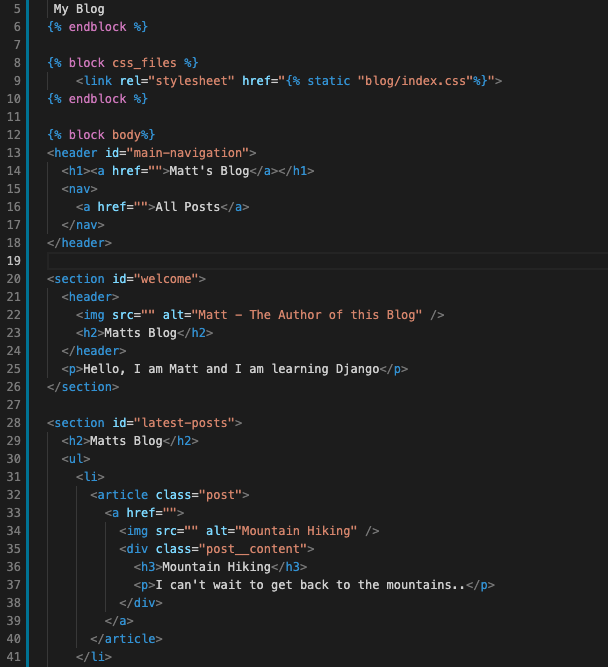 5 My Blog
6 {% endblock %}
7
8 {% block css_files %}
9     <link rel="stylesheet" href="{% static "blog/index.css"%}">
10 {% endblock %}
11
12 {% block body%}
13 <header id="main-navigation">
14   <h1><a href="">Matt's Blog</a></h1>
15   <nav>
16     <a href="">All Posts</a>
17   </nav>
18 </header>
19
20 <section id="welcome">
21   <header>
22     <img src="" alt="Matt - The Author of this Blog" />
23     <h2>Matts Blog</h2>
24   </header>
25   <p>Hello, I am Matt and I am learning Django</p>
26 </section>
27
28 <section id="latest-posts">
29   <h2>Matts Blog</h2>
30   <ul>
31     <li>
32       <article class="post">
33         <a href="">
34           <img src="" alt="Mountain Hiking" />
35           <div class="post__content">
36             <h3>Mountain Hiking</h3>
37             <p>I can't wait to get back to the mountains..</p>
38           </div>
39         </a>
40       </article>
41     </li>